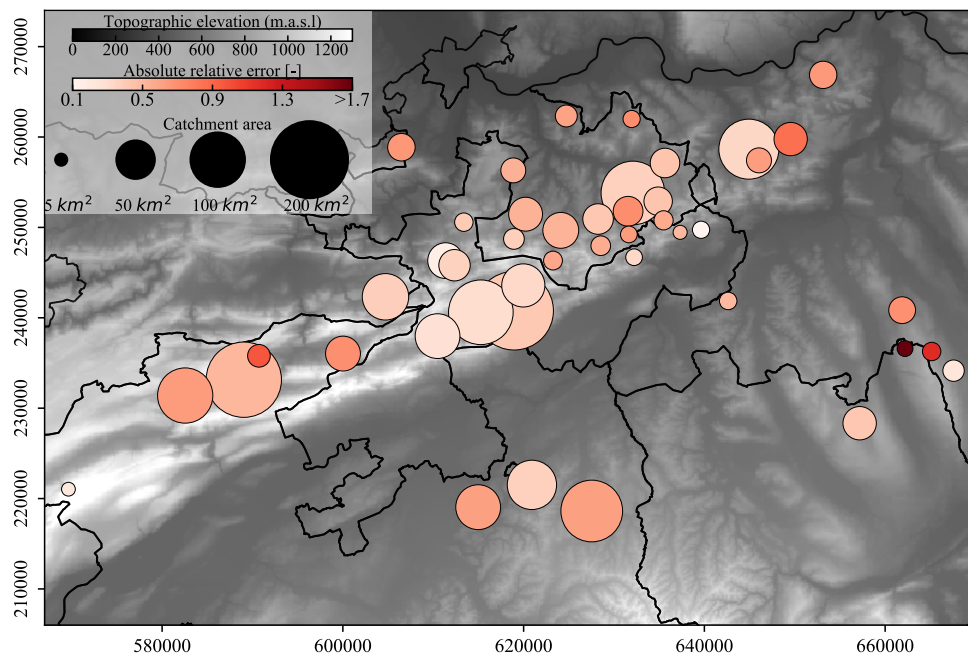 Topographic elevation (m.a.s.l)
0 200 400 600 800 1000 1200
Absolute relative error [-]
0.1 0.5 0.9 1.3 >1.7
Catchment area
5 km² 50 km² 100 km² 200 km²
270000
260000
250000
240000
230000
220000
210000
580000 600000 620000 640000 660000